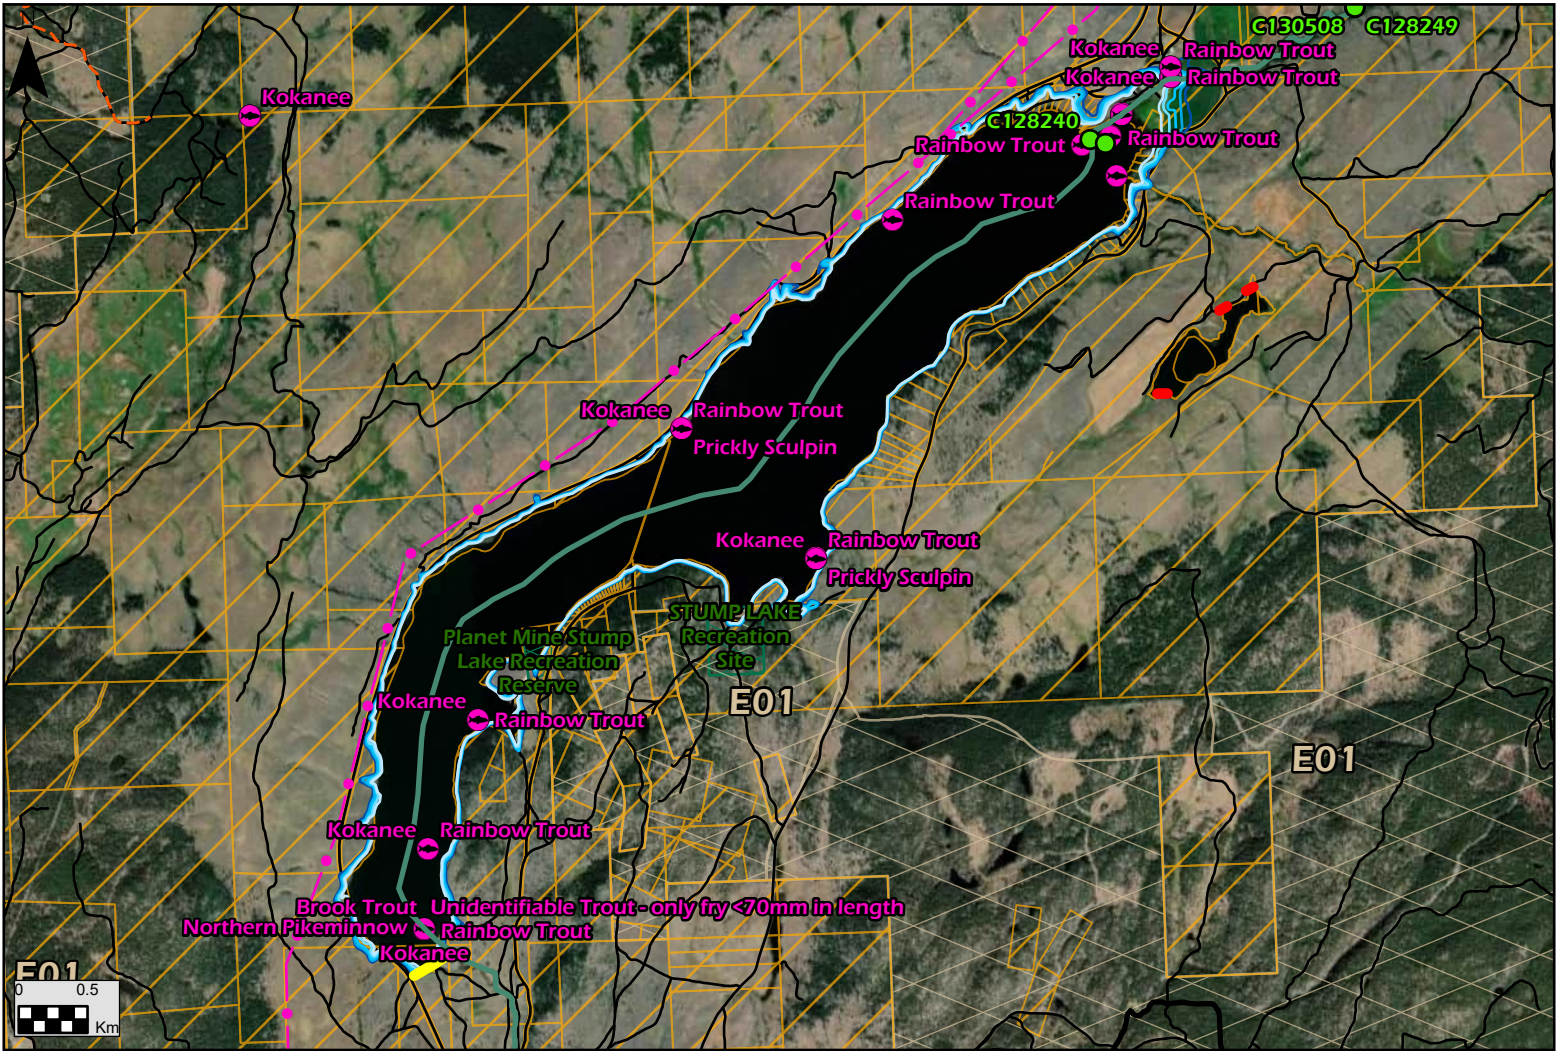 C130508 C128249
Kokanee Rainbow Trout
Kokanee Rainbow Trout
Kokanee
C128240
Rainbow Trout Rainbow Trout
Rainbow Trout
Kokanee Rainbow Trout
Prickly Sculpin
Kokanee Rainbow Trout
Prickly Sculpin
STUMP LAKE
Recreation
Site
Planet Mine Stump
Lake Recreation
Reserve
E01
Kokanee
Rainbow Trout
E01
Kokanee Rainbow Trout
Brook Trout Unidentifiable Trout - only fry <70mm in length
Northern Pikeminnow Rainbow Trout
Kokanee
E01
0 0.5
Km